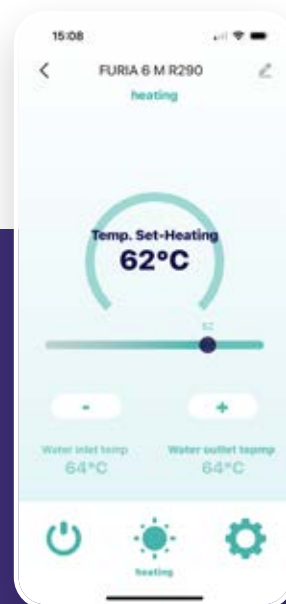 15:08
FURIA 6 M R290
heating
Temp. Set-Heating
62°C
62
-
+
Water inlet temp
Water outlet tepmp
64°C
64°C
heating